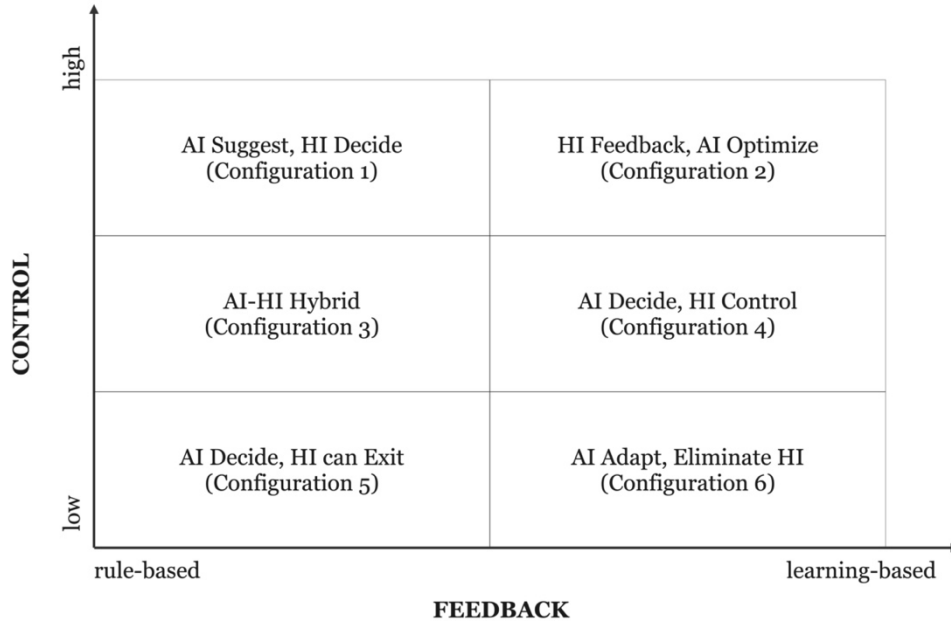 high
AI Suggest, HI Decide
(Configuration 1)
HI Feedback, AI Optimize
(Configuration 2)
CONTROL
AI-HI Hybrid
(Configuration 3)
AI Decide, HI Control
(Configuration 4)
AI Decide, HI can Exit
(Configuration 5)
AI Adapt, Eliminate HI
(Configuration 6)
low
rule-based
learning-based
FEEDBACK